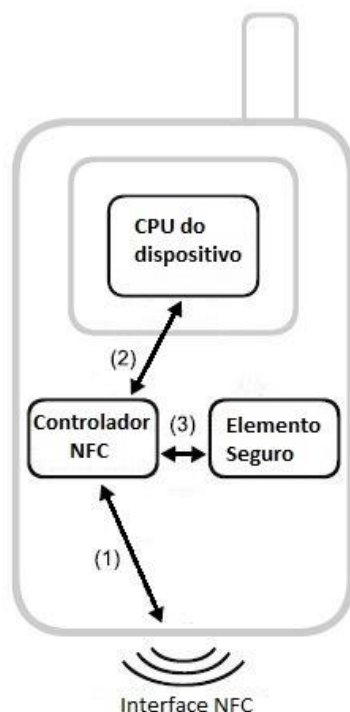 CPU do
dispositivo
(2)
Controlador
NFC
(3)
Elemento
Seguro
(1)
Interface NFC